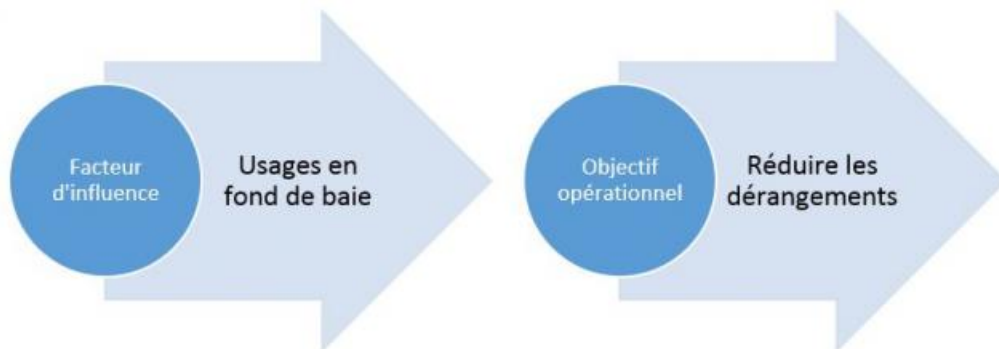 Facteur
d'influence
Usages en
fond de baie
Objectif
opérationnel
Réduire les
dérangements